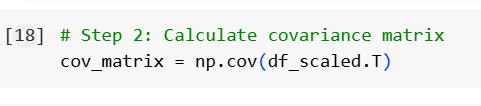 [18] # Step 2: Calculate covariance matrix
cov_matrix = np.cov(df_scaled.T)